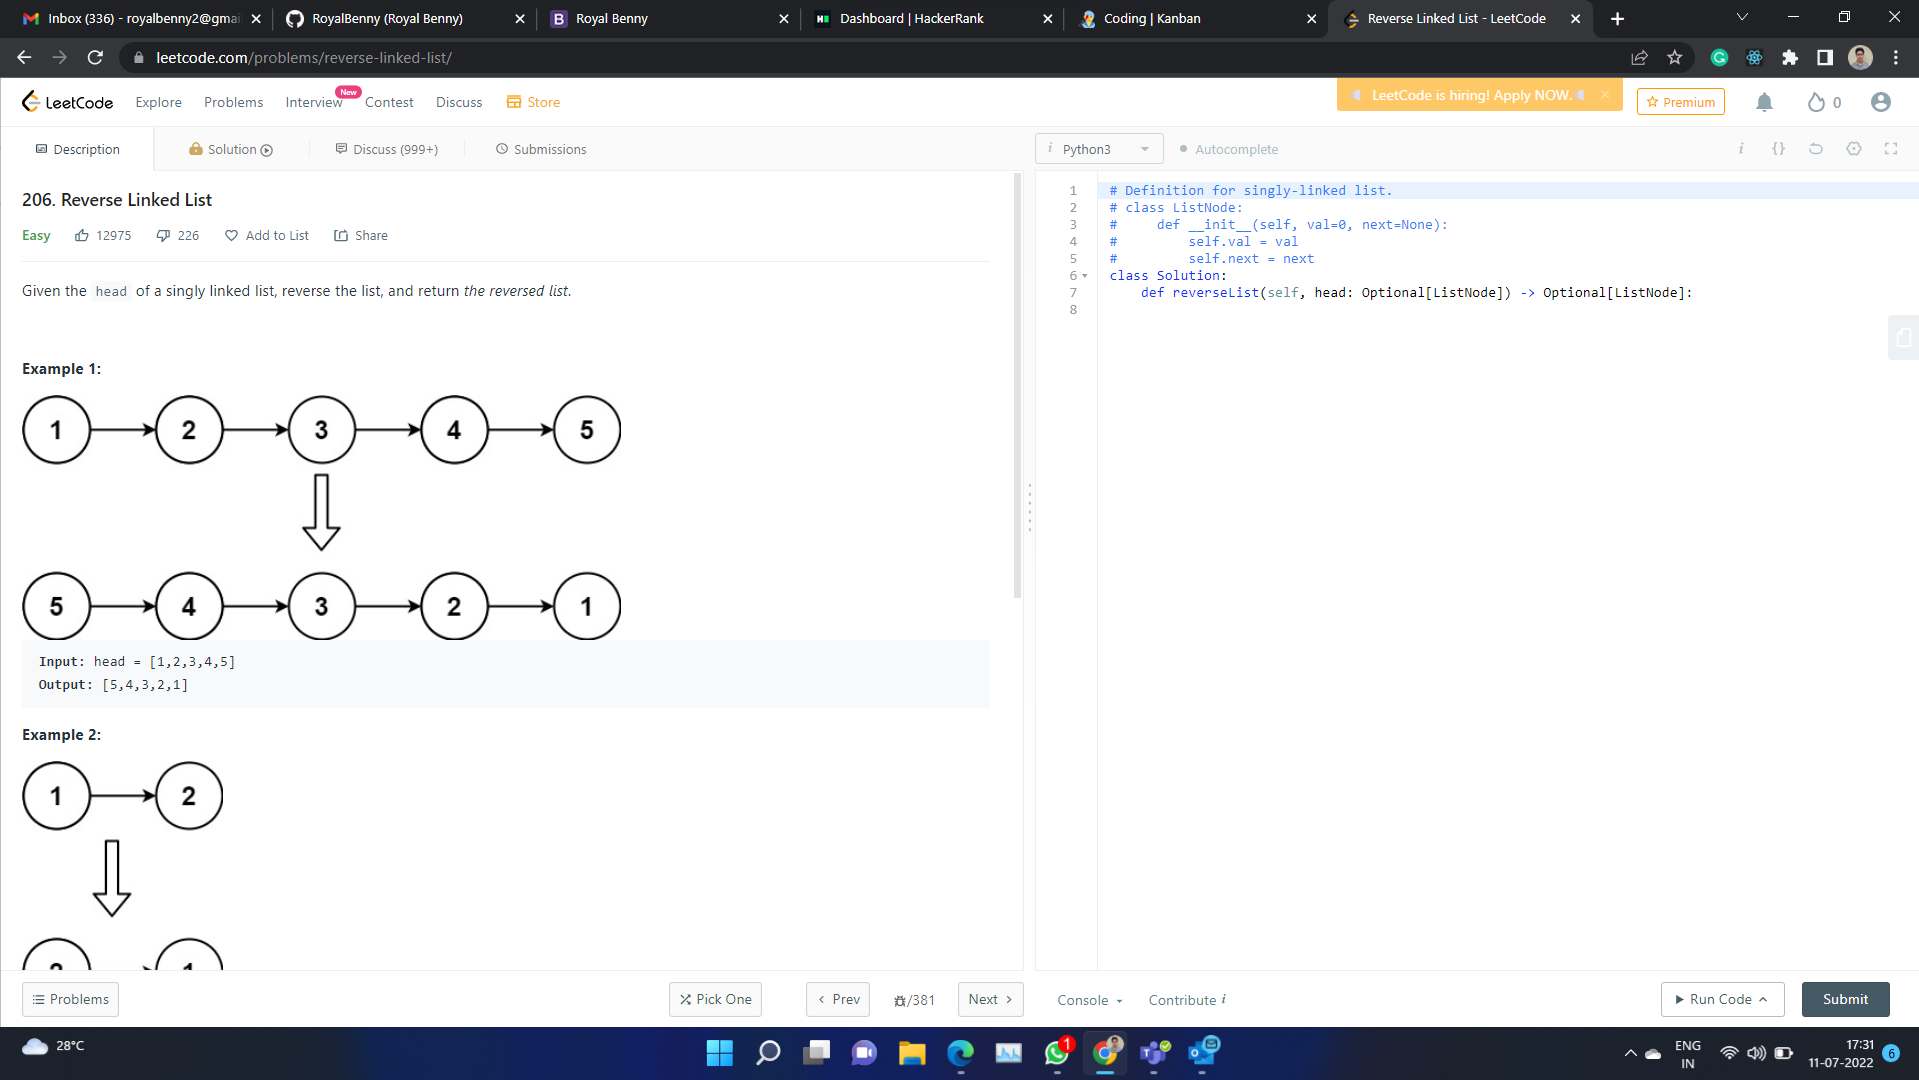 Inbox (336) - royalbenny2@gmai
RoyalBenny (Royal Benny)
B Royal Benny
Dashboard | HackerRank
Coding | Kanban
Reverse Linked List - LeetCode
leetcode.com/problems/reverse-linked-list/
LeetCode
Explore
Problems
Interview
New
Contest
Discuss
Store
LeetCode is hiring! Apply NOW.
Premium
0
Description
Solution
Discuss (999+)
Submissions
i Python3
Autocomplete
i {}
206. Reverse Linked List
Easy
12975
226
Add to List
Share
Given the head of a singly linked list, reverse the list, and return the reversed list.
Example 1:
1 2 3 4 5
5 4 3 2 1
Input: head = [1,2,3,4,5]
Output: [5,4,3,2,1]
Example 2:
1 2
2 1
1 # Definition for singly-linked list.
2 # class ListNode:
3 #     def __init__(self, val=0, next=None):
4 #         self.val = val
5 #         self.next = next
6 class Solution:
7     def reverseList(self, head: Optional[ListNode]) -> Optional[ListNode]:
8
Problems
Pick One
Prev
/381
Next
Console
Contribute i
Run Code
Submit
28°C
1
ENG
IN
17:31
11-07-2022
6